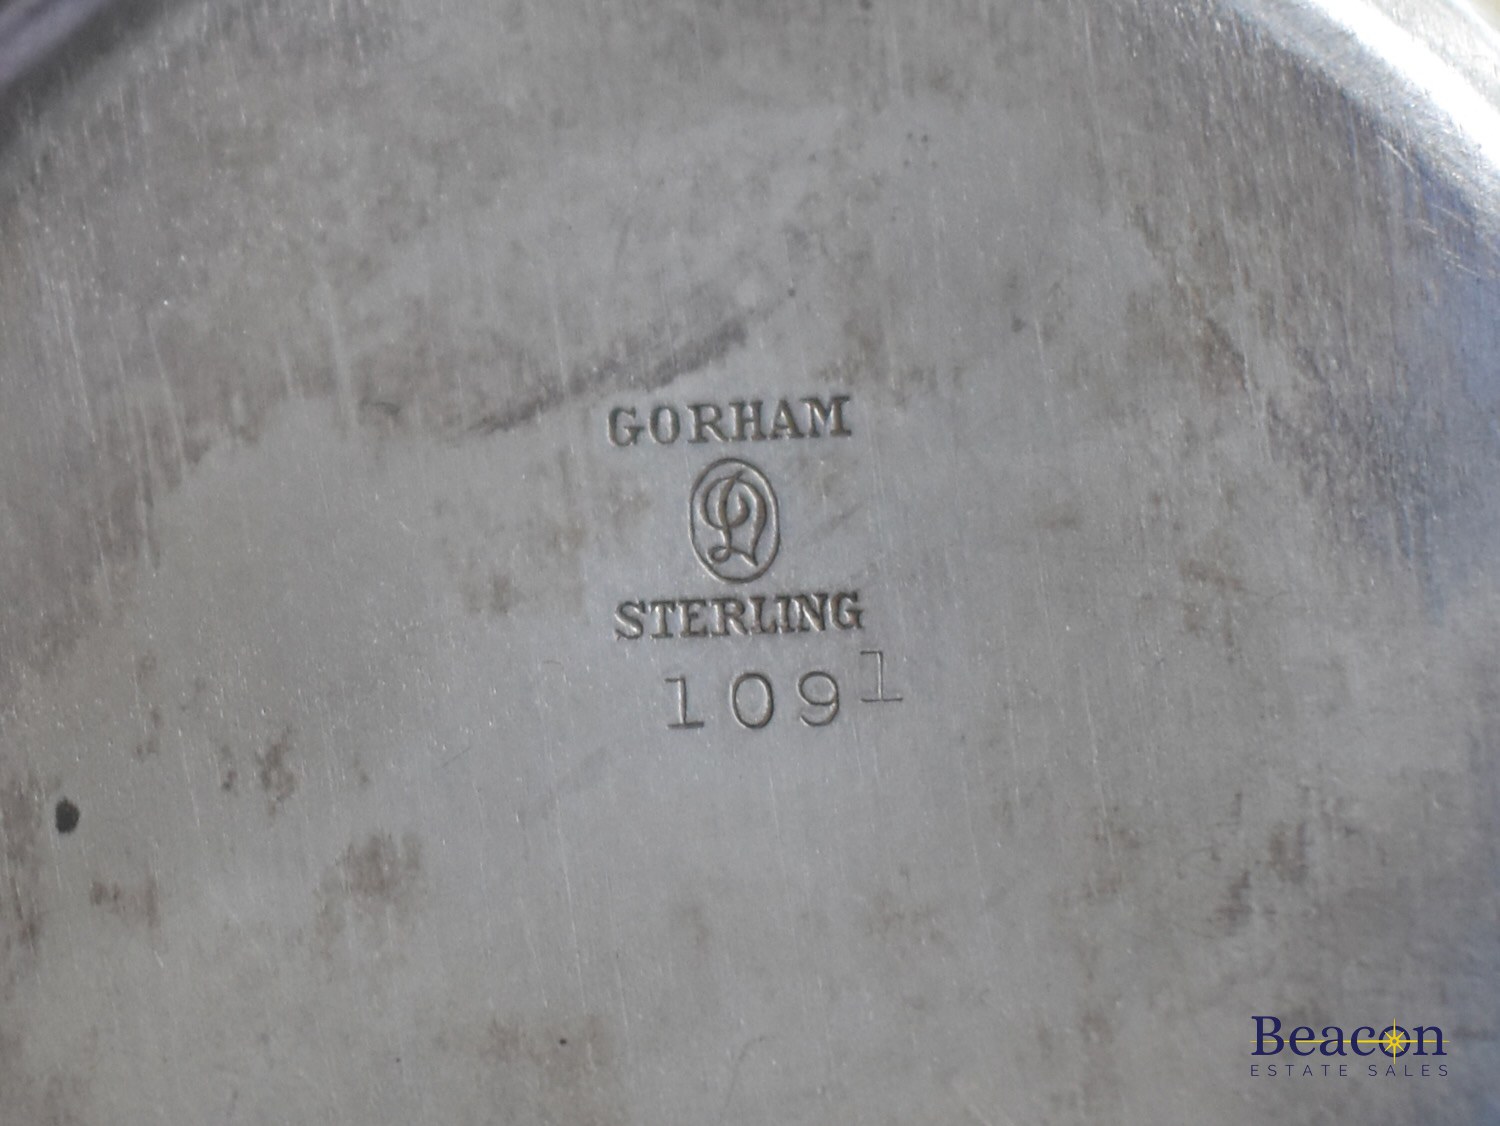 GORHAM
D
STERLING
1091
Beacon
ESTATE SALES